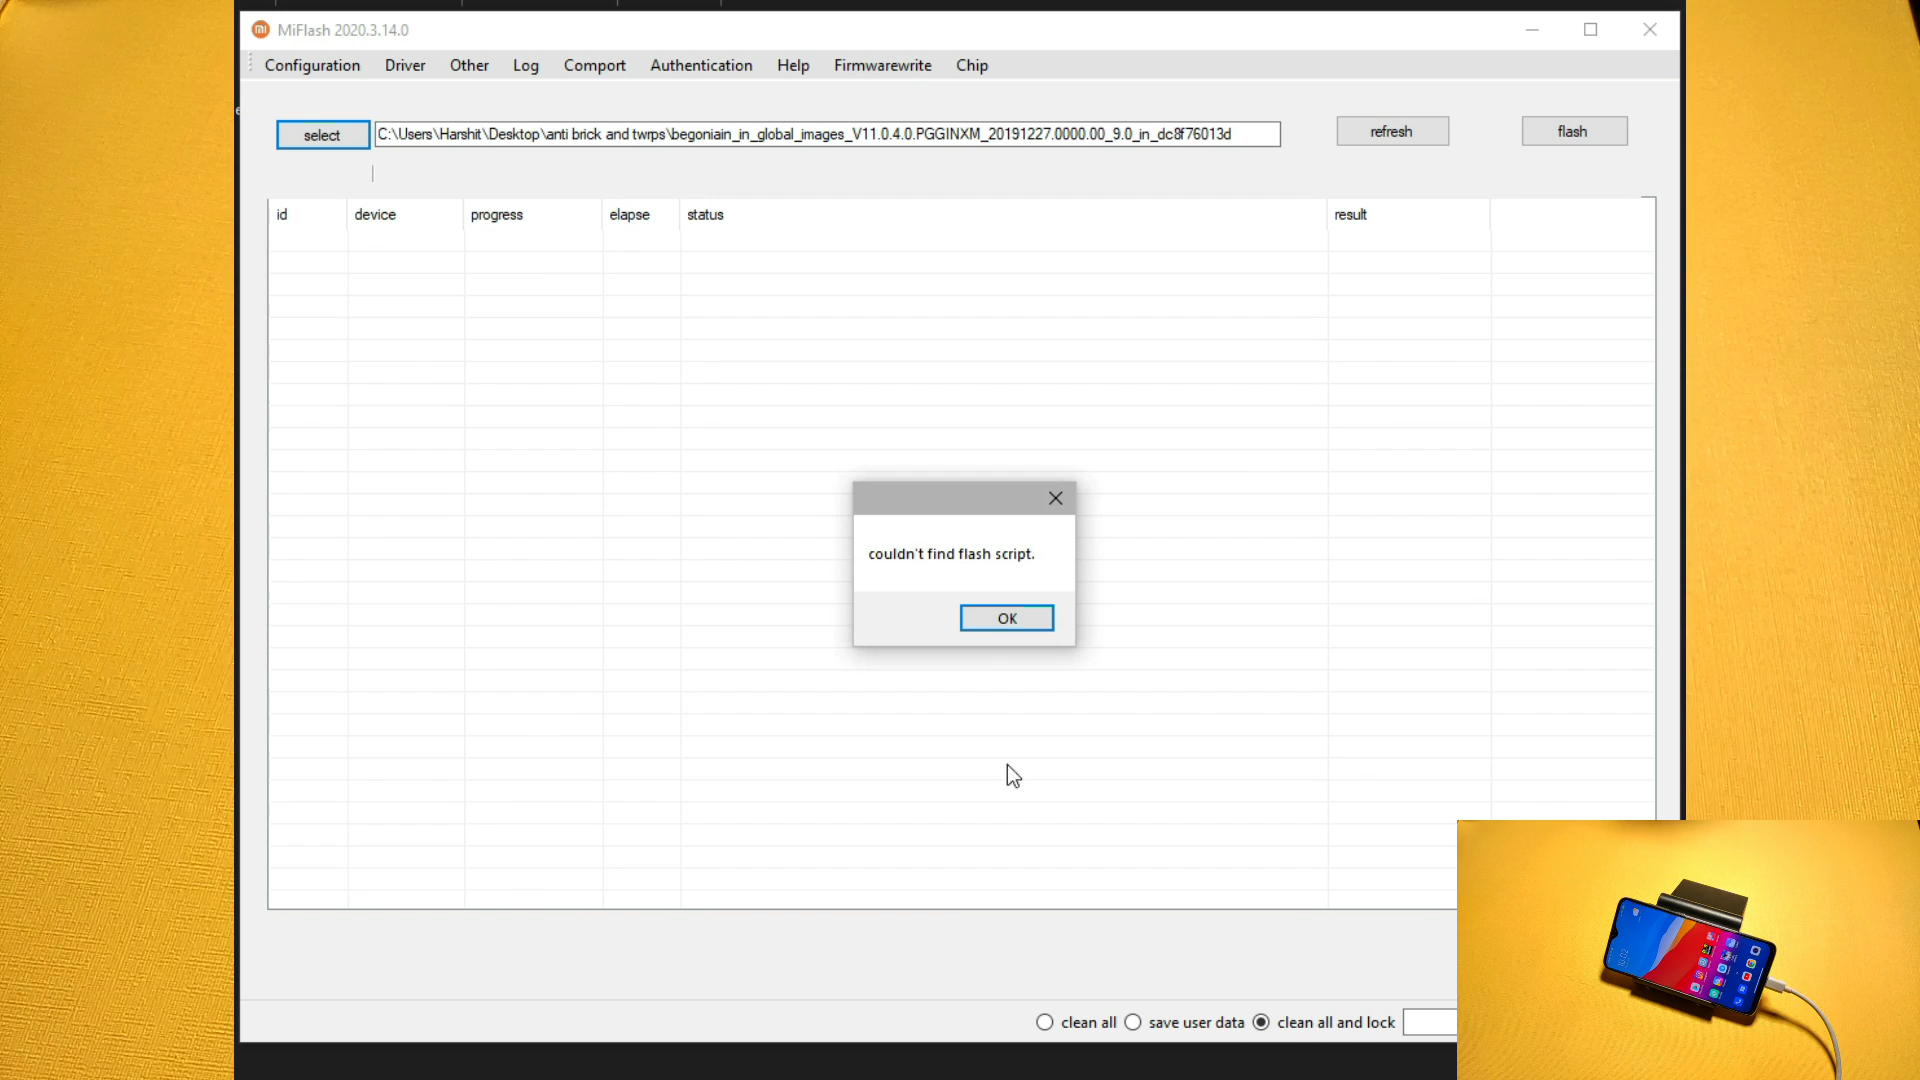 MiFlash 2020.3.14.0
Configuration Driver Other Log Comport Authentication Help Firmwarewrite Chip
select C:\Users\Harshit\Desktop\anti brick and twrps\begoniain_in_global_images_V11.0.4.0.PGGINXM_20191227.0000.00_9.0_in_dc8f76013d refresh flash
id device progress elapse status result
couldn't find flash script.
OK
clean all save user data clean all and lock